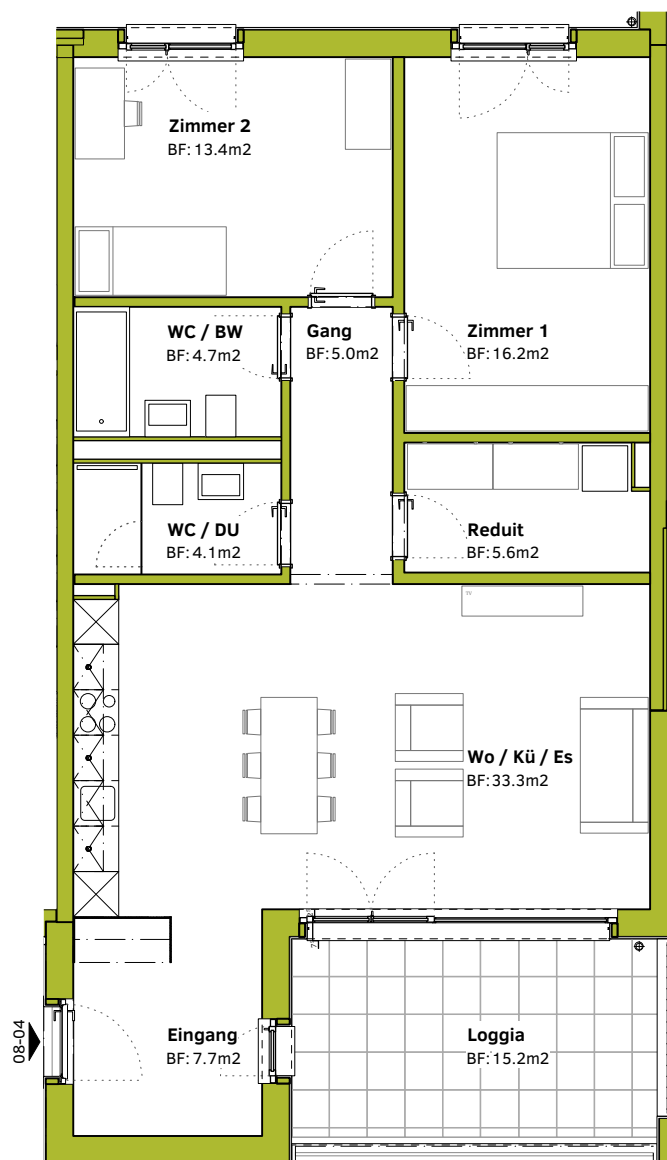 Zimmer 2
BF: 13.4m2
WC / BW
BF: 4.7m2
Gang
BF: 5.0m2
Zimmer 1
BF: 16.2m2
WC / DU
BF: 4.1m2
Reduit
BF: 5.6m2
TV
Wo / Kü / Es
BF: 33.3m2
08-04
Eingang
BF: 7.7m2
Loggia
BF: 15.2m2